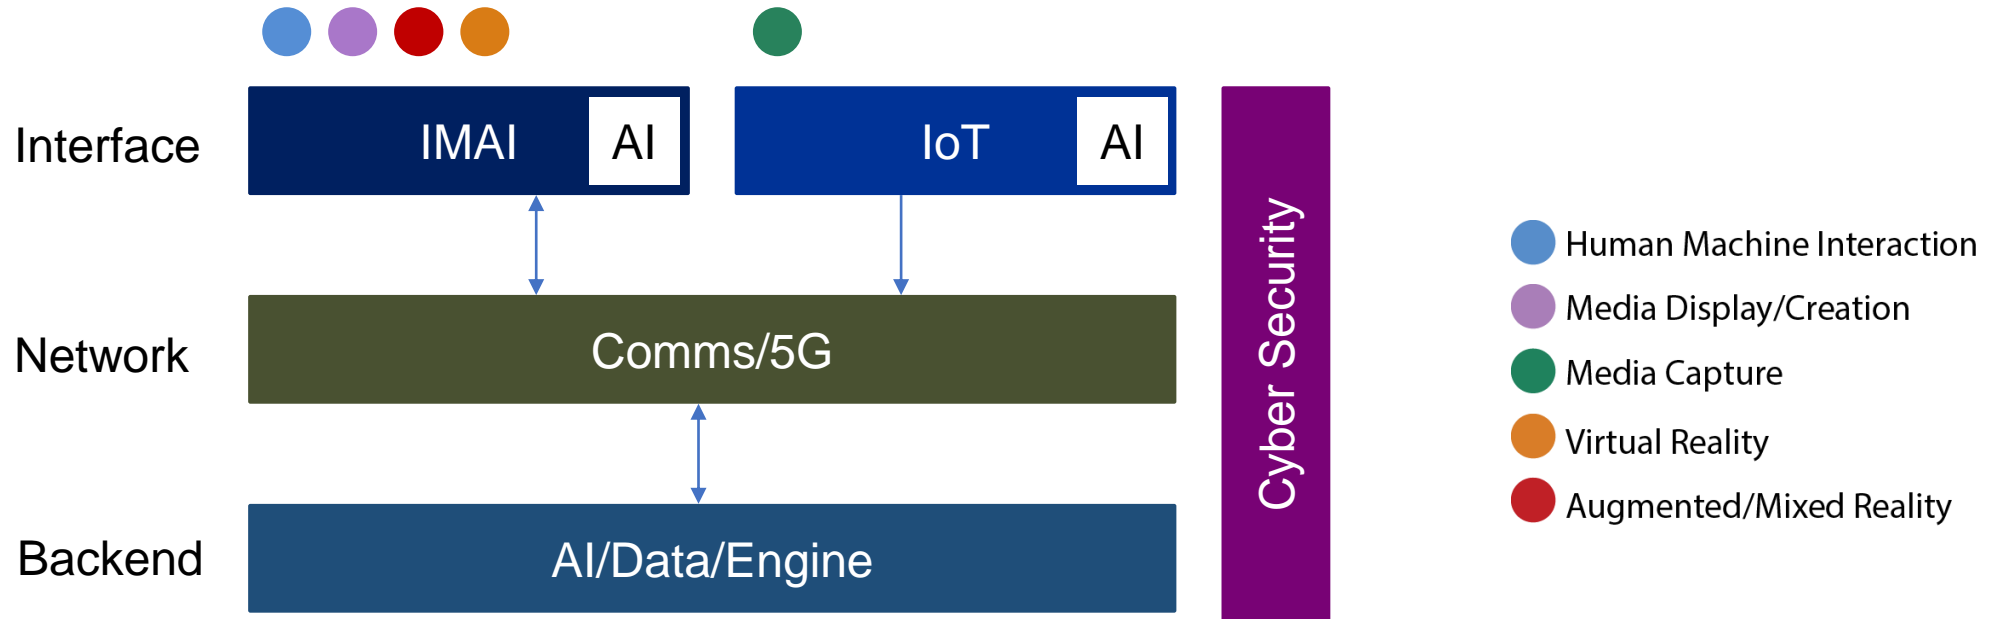 Interface
IMAI
AI
IoT
AI
Network
Comms/5G
Backend
AI/Data/Engine
Cyber Security
Human Machine Interaction
Media Display/Creation
Media Capture
Virtual Reality
Augmented/Mixed Reality